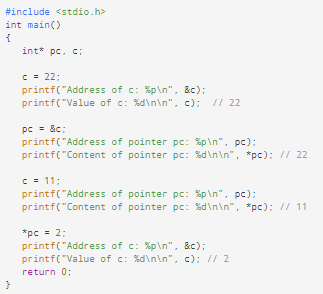 #include <stdio.h>
int main()
{
   int* pc, c;

   c = 22;
   printf("Address of c: %p\n", &c);
   printf("Value of c: %d\n\n", c);  // 22

   pc = &c;
   printf("Address of pointer pc: %p\n", pc);
   printf("Content of pointer pc: %d\n\n", *pc); // 22

   c = 11;
   printf("Address of pointer pc: %p\n", pc);
   printf("Content of pointer pc: %d\n\n", *pc); // 11

   *pc = 2;
   printf("Address of c: %p\n", &c);
   printf("Value of c: %d\n\n", c); // 2
   return 0;
}